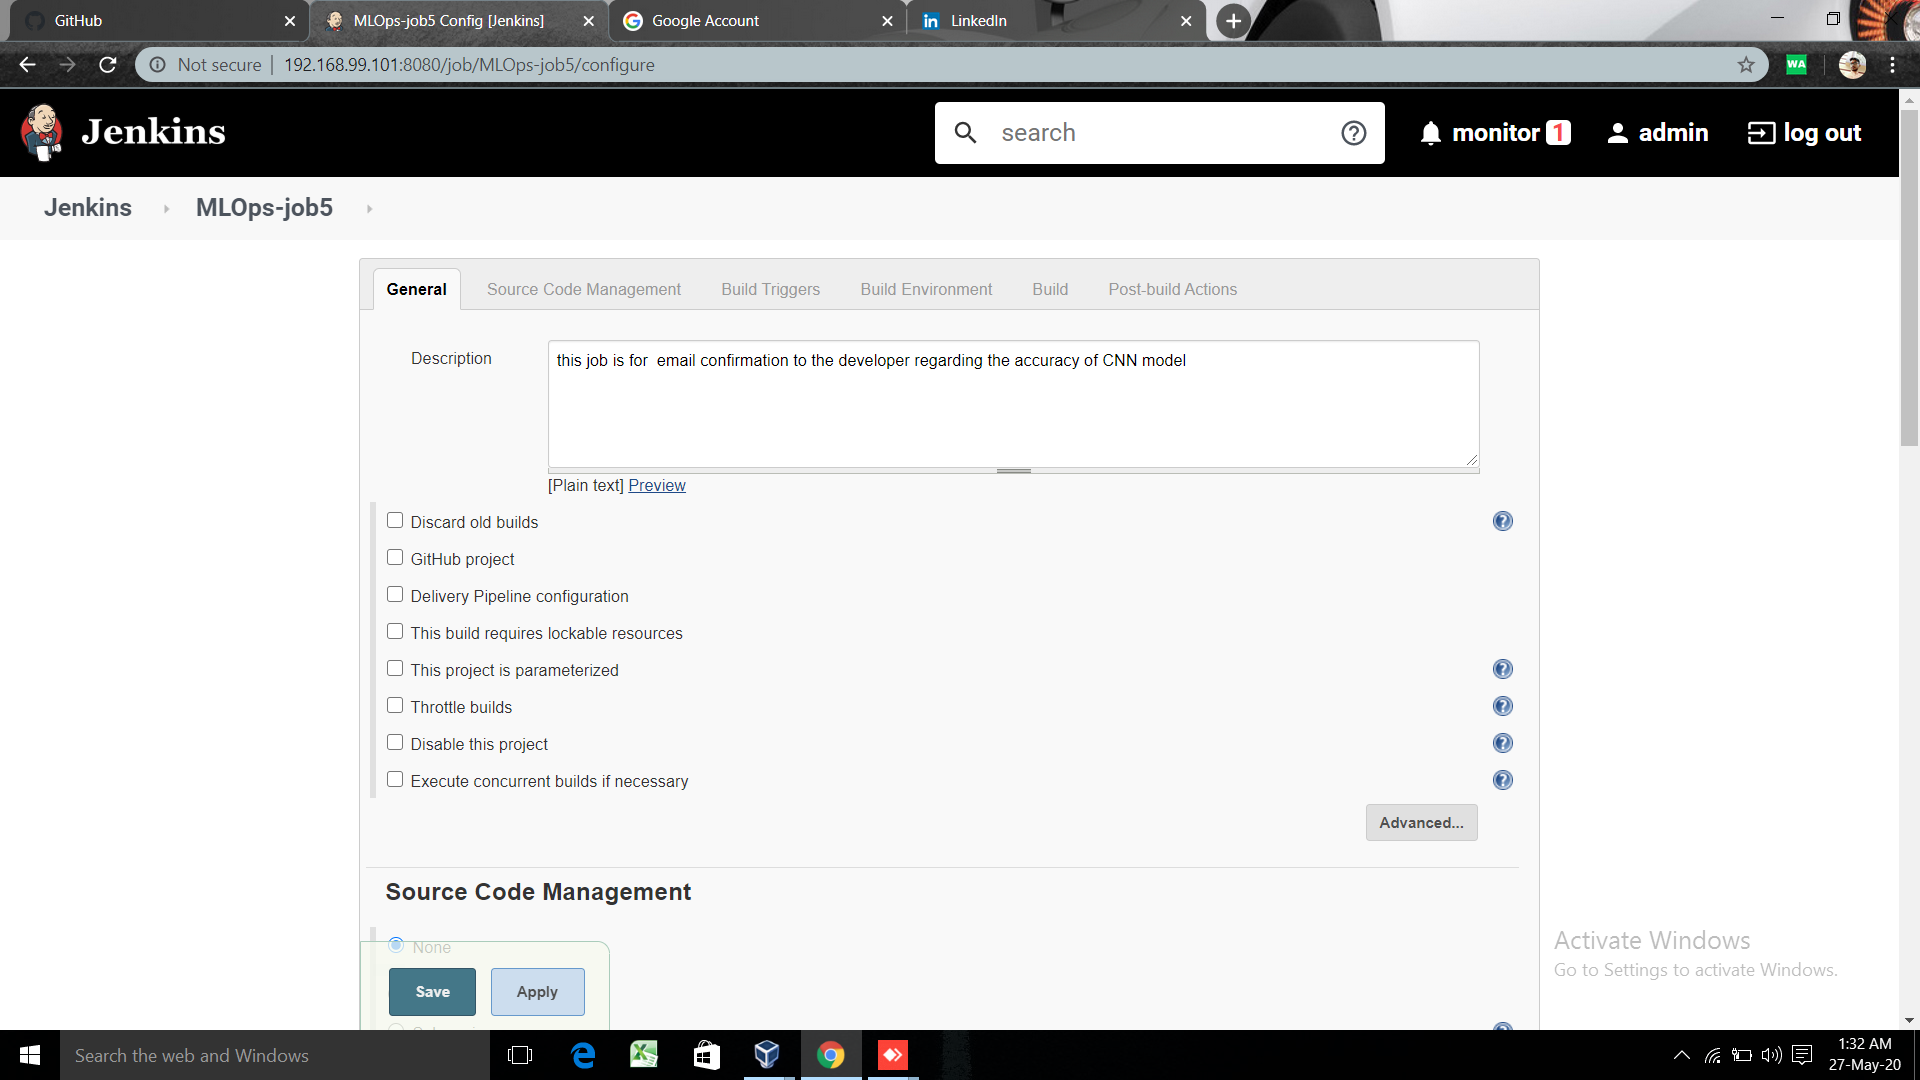 GitHub
MLOps-job5 Config [Jenkins]
Google Account
LinkedIn
Not secure
192.168.99.101:8080/job/MLOps-job5/configure
WA
Jenkins
search
monitor 1
admin
log out
Jenkins
MLOps-job5
General
Source Code Management
Build Triggers
Build Environment
Build
Post-build Actions
Description
this job is for  email confirmation to the developer regarding the accuracy of CNN model
[Plain text] Preview
Discard old builds
GitHub project
Delivery Pipeline configuration
This build requires lockable resources
This project is parameterized
Throttle builds
Disable this project
Execute concurrent builds if necessary
Advanced...
Source Code Management
None
Save
Apply
Activate Windows
Go to Settings to activate Windows.
Search the web and Windows
1:32 AM
27-May-20